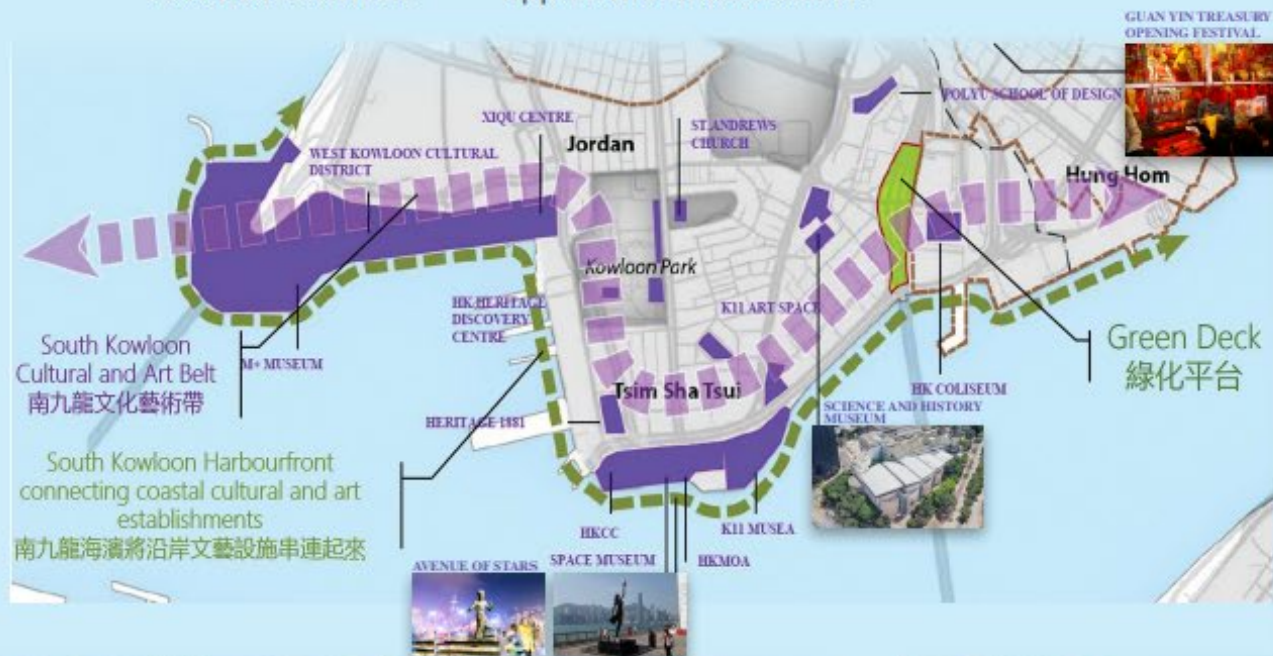 GUAN YIN TREASURY
OPENING FESTIVAL
POLYU SCHOOL OF DESIGN
XIQU CENTRE
Jordan
ST.ANDREWS
CHURCH
WEST KOWLOON CULTURAL
DISTRICT
Hung Hom
Kowloon Park
HK HERITAGE
DISCOVERY
CENTRE
K11 ART SPACE
South Kowloon
Cultural and Art Belt
南九龍文化藝術帶
M+ MUSEUM
Green Deck
綠化平台
Tsim Sha Tsui
HK COLISEUM
HERITAGE 1881
SCIENCE AND HISTORY
MUSEUM
South Kowloon Harbourfront
connecting coastal cultural and art
establishments
南九龍海濱將沿岸文藝設施串連起來
HKCC
K11 MUSEA
AVENUE OF STARS
SPACE MUSEUM
HKMOA